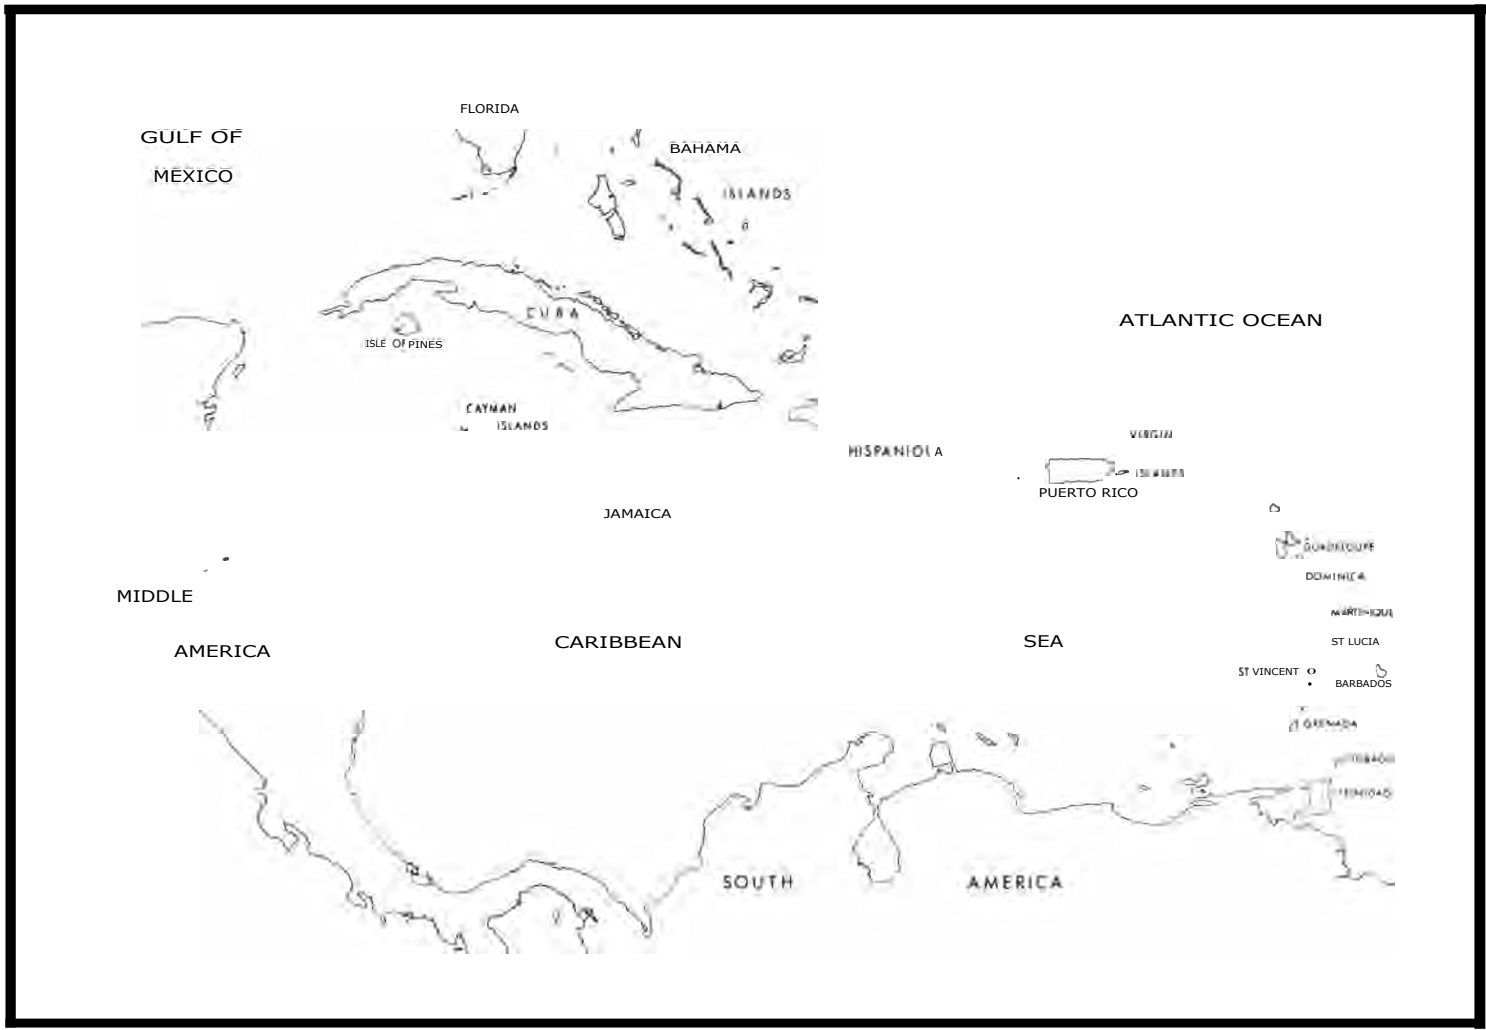 FLORIDA
GULF OF
MEXICO
BAHAMA
ISLANDS
CUBA
ISLE OF PINES
ATLANTIC OCEAN
CAYMAN
ISLANDS
VIRGIN
ISLANDS
HISPANIOLA
PUERTO RICO
JAMAICA
GUADELOUPE
DOMINICA
MIDDLE
AMERICA
MARTINIQUE
CARIBBEAN
SEA
ST LUCIA
ST VINCENT
BARBADOS
GRENADA
TOBAGO
TRINIDAD
SOUTH
AMERICA